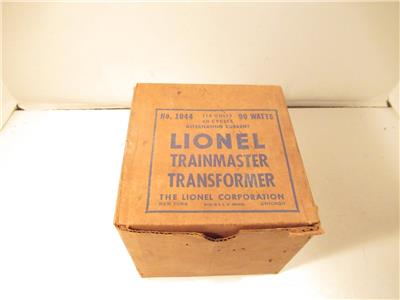 No. 1044 115 VOLTS 90 WATTS
60 CYCLES
ALTERNATING CURRENT
LIONEL
TRAINMASTER
TRANSFORMER
THE LIONEL CORPORATION
NEW YORK CHICAGO